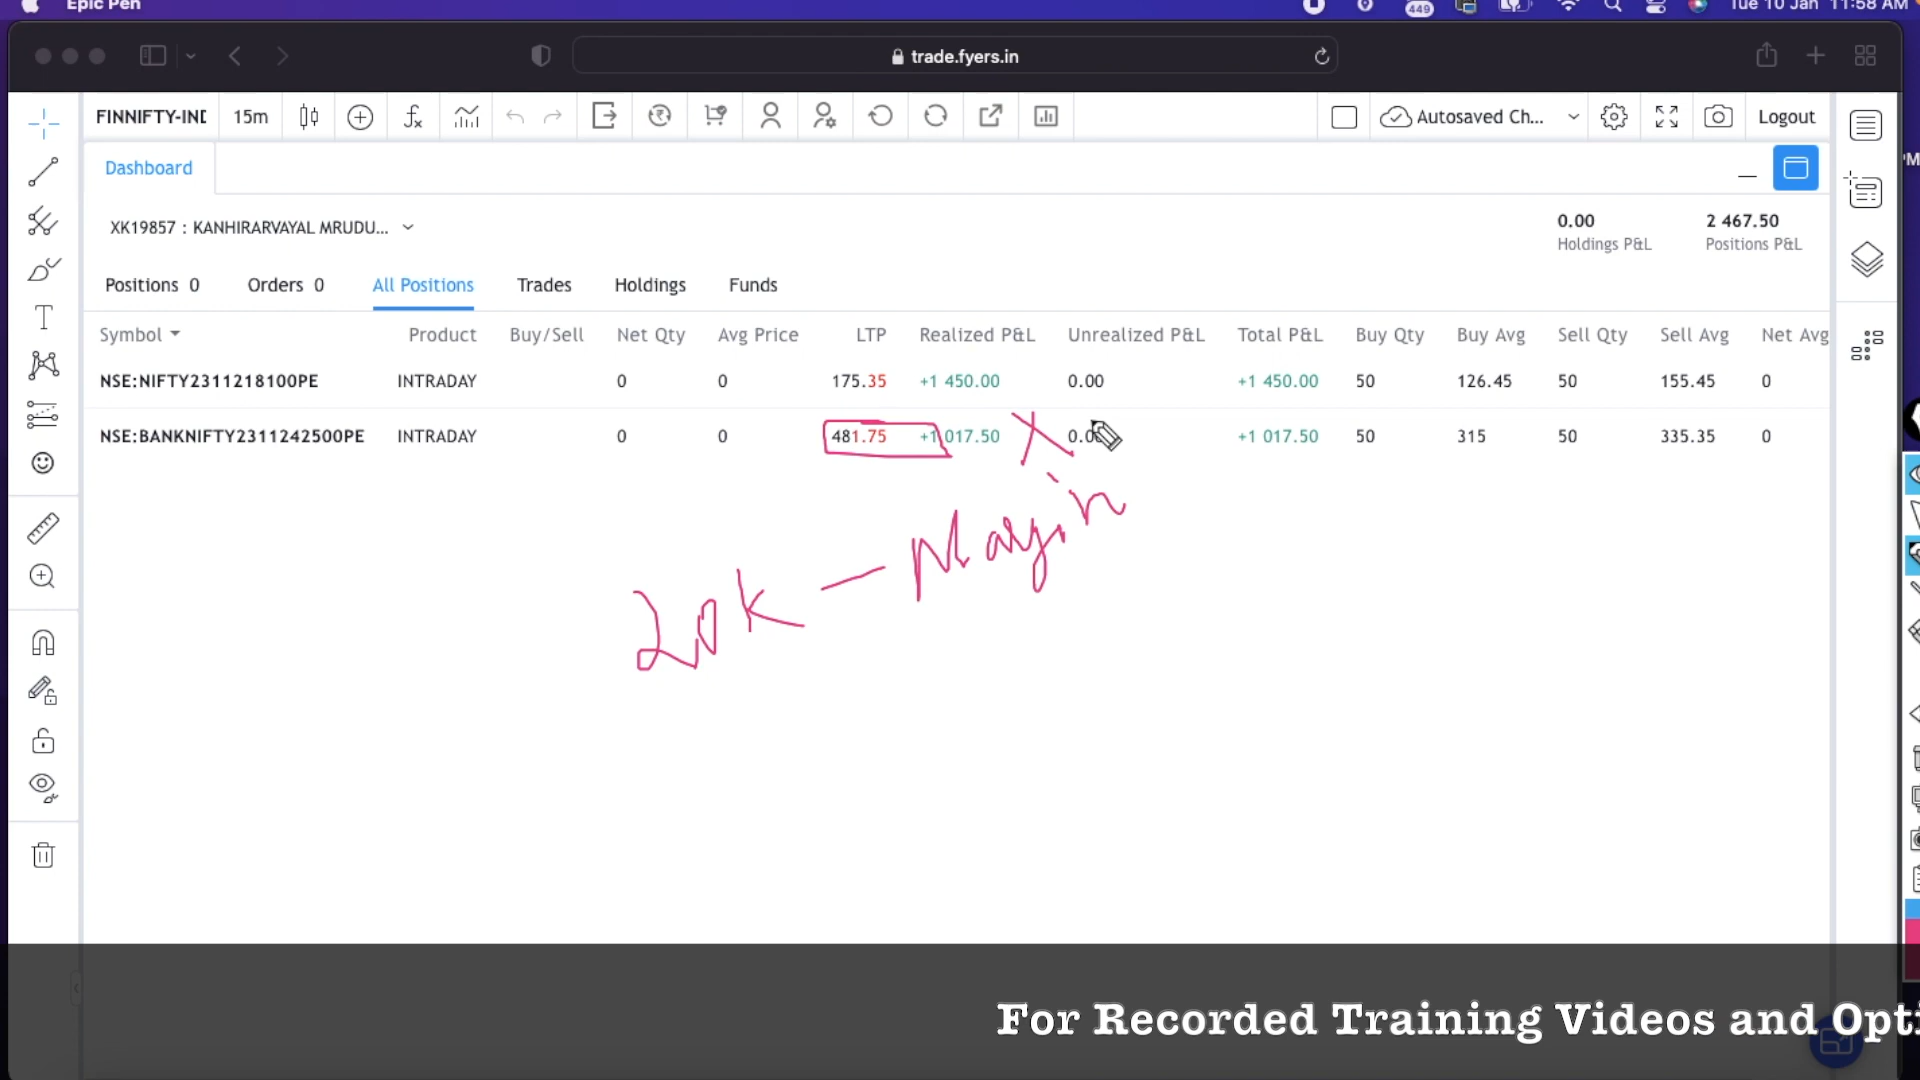 Epic Pen 449 Tue 10 Jan 11:58 AM
trade.fyers.in
FINNIFTY-IND 15m Autosaved Ch... Logout
Dashboard
XK19857 : KANHIRARVAYAL MRUDU... 0.00 2 467.50
Holdings P&L Positions P&L
Positions 0 Orders 0 All Positions Trades Holdings Funds
Symbol Product Buy/Sell Net Qty Avg Price LTP Realized P&L Unrealized P&L Total P&L Buy Qty Buy Avg Sell Qty Sell Avg Net Avg
NSE:NIFTY2311218100PE INTRADAY 0 0 175.35 +1 450.00 0.00 +1 450.00 50 126.45 50 155.45 0
NSE:BANKNIFTY2311242500PE INTRADAY 0 0 481.75 +1 017.50 0.00 +1 017.50 50 315 50 335.35 0
X
20k - Margin
For Recorded Training Videos and Opti